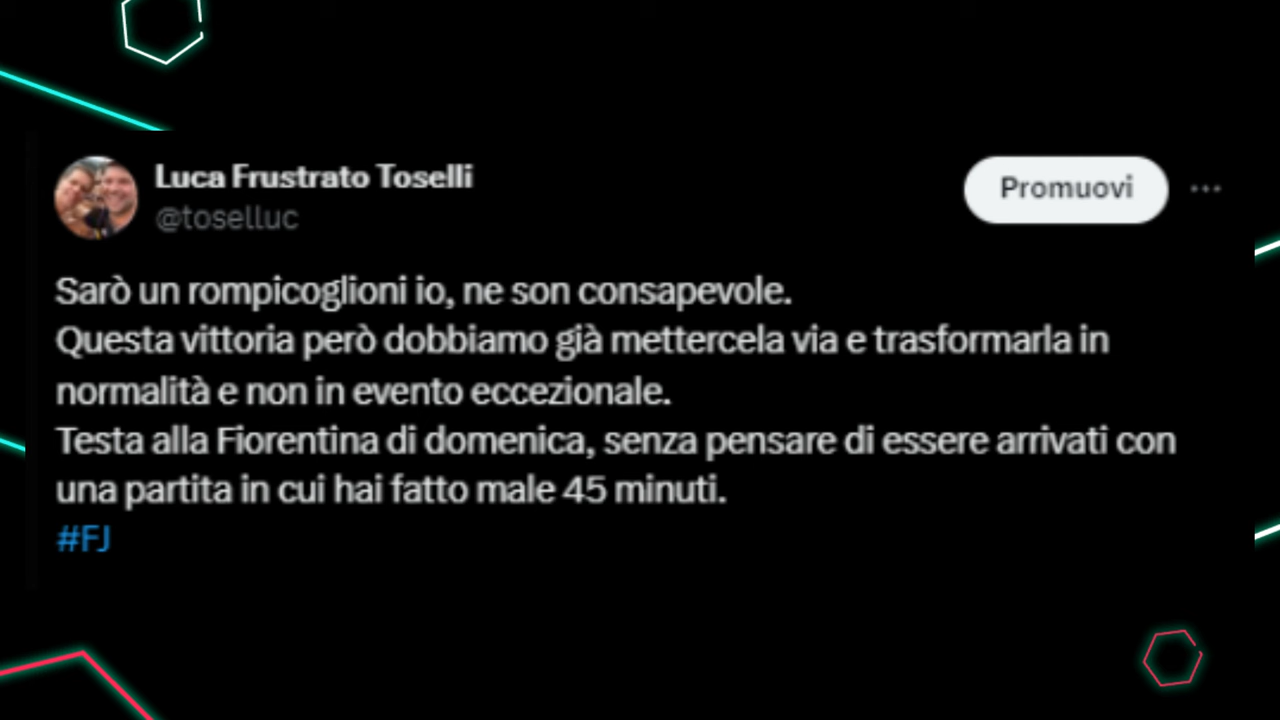 Luca Frustrato Toselli
Promuovi
@toselluc
Sarò un rompicoglioni io, ne son consapevole.
Questa vittoria però dobbiamo già mettercela via e trasformarla in
normalità e non in evento eccezionale.
Testa alla Fiorentina di domenica, senza pensare di essere arrivati con
una partita in cui hai fatto male 45 minuti.
#FJ